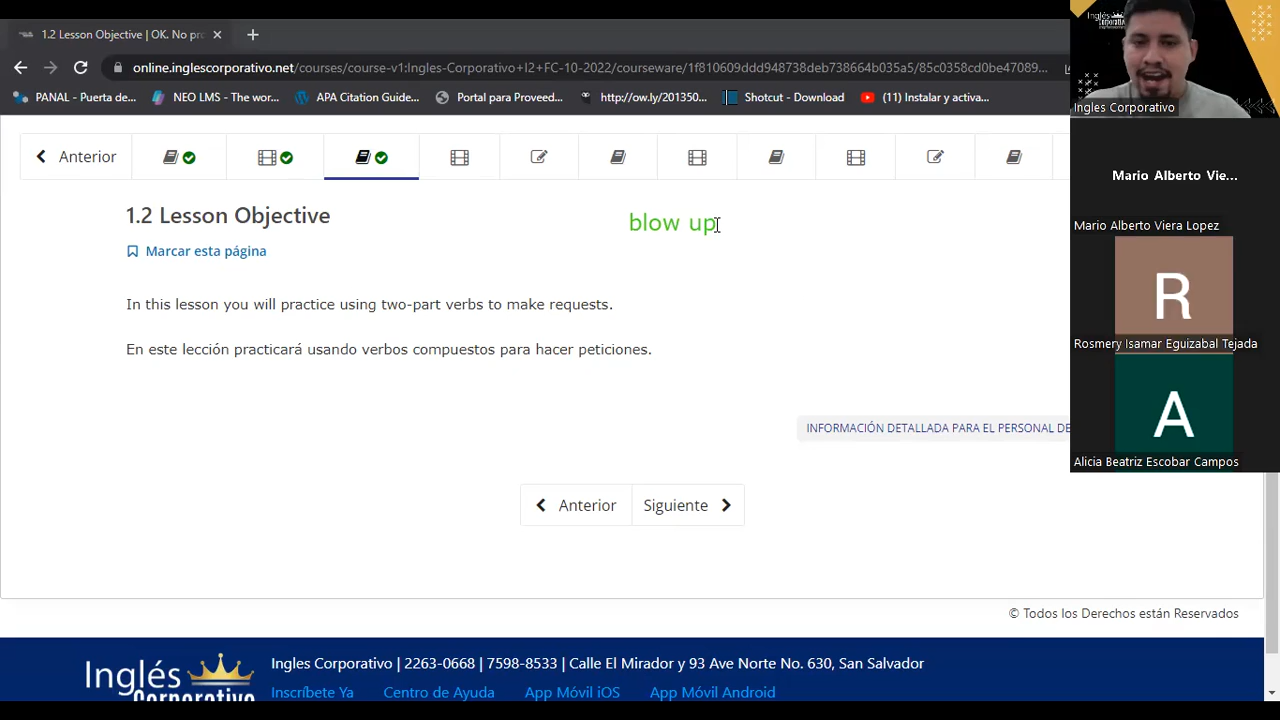 1.2 Lesson Objective | OK. No pro
online.inglescorporativo.net/courses/course-v1:Ingles-Corporativo+I2+FC-10-2022/courseware/1f810609ddd948738deb738664b035a5/85c0358cd0be47089...
PANAL - Puerta de... NEO LMS - The wor... APA Citation Guide... Portal para Proveed... http://ow.ly/201350... Shotcut - Download (11) Instalar y activa...
Inglés
Ingles Corporativo
Anterior
Mario Alberto Vie...
Mario Alberto Viera Lopez
1.2 Lesson Objective
blow up
Marcar esta página
In this lesson you will practice using two-part verbs to make requests.
R
Rosmery Isamar Eguizabal Tejada
En este lección practicará usando verbos compuestos para hacer peticiones.
A
INFORMACIÓN DETALLADA PARA EL PERSONAL DE
Alicia Beatriz Escobar Campos
Anterior Siguiente
© Todos los Derechos están Reservados
Inglés Corporativo
Ingles Corporativo | 2263-0668 | 7598-8533 | Calle El Mirador y 93 Ave Norte No. 630, San Salvador
Inscríbete Ya Centro de Ayuda App Móvil iOS App Móvil Android